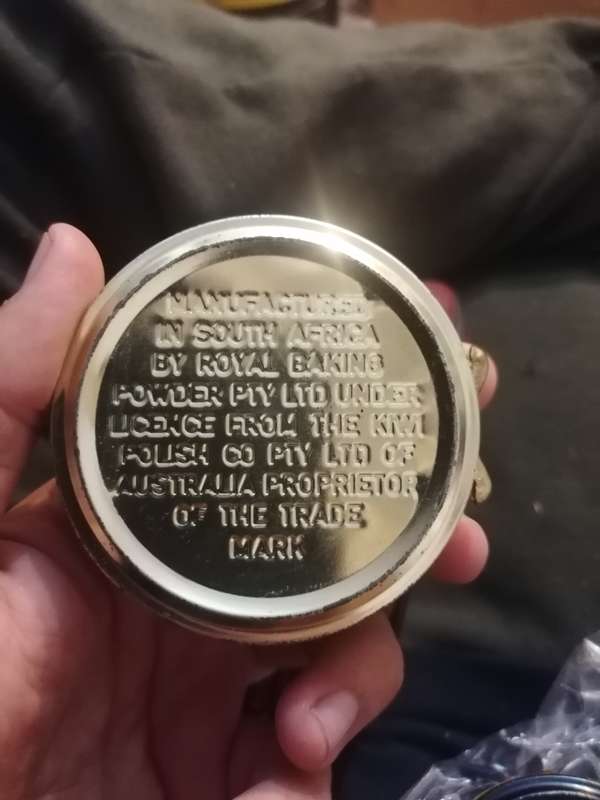 MANUFACTURED
IN SOUTH AFRICA
BY ROYAL BAKING
POWDER PTY LTD UNDER
LICENCE FROM THE KIWI
POLISH CO PTY LTD OF
AUSTRALIA PROPRIETOR
OF THE TRADE
MARK